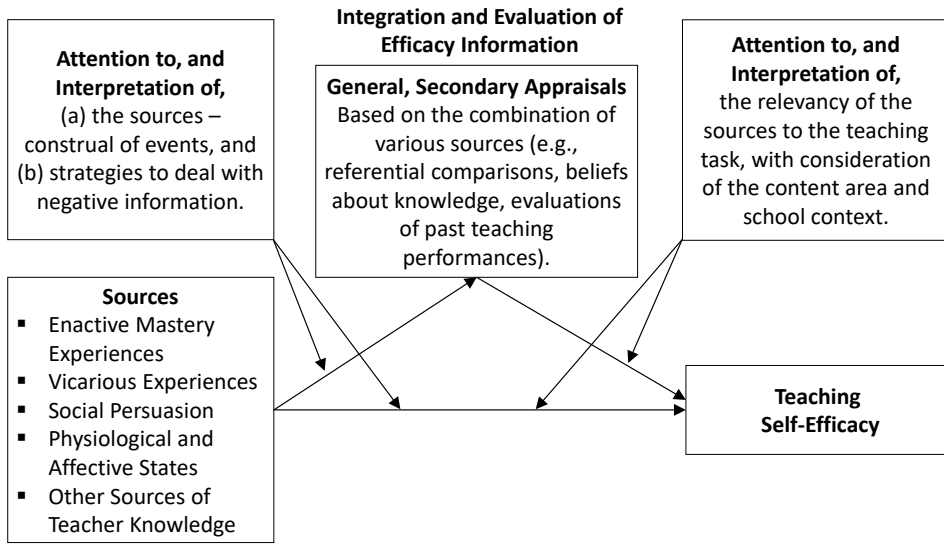 Integration and Evaluation of
Efficacy Information
Attention to, and
Interpretation of,
(a) the sources –
construal of events, and
(b) strategies to deal with
negative information.
General, Secondary Appraisals
Based on the combination of
various sources (e.g.,
referential comparisons, beliefs
about knowledge, evaluations
of past teaching
performances).
Attention to, and
Interpretation of,
the relevancy of the
sources to the teaching
task, with consideration
of the content area and
school context.
Sources
▪ Enactive Mastery
Experiences
▪ Vicarious Experiences
▪ Social Persuasion
▪ Physiological and
Affective States
▪ Other Sources of
Teacher Knowledge
Teaching
Self-Efficacy